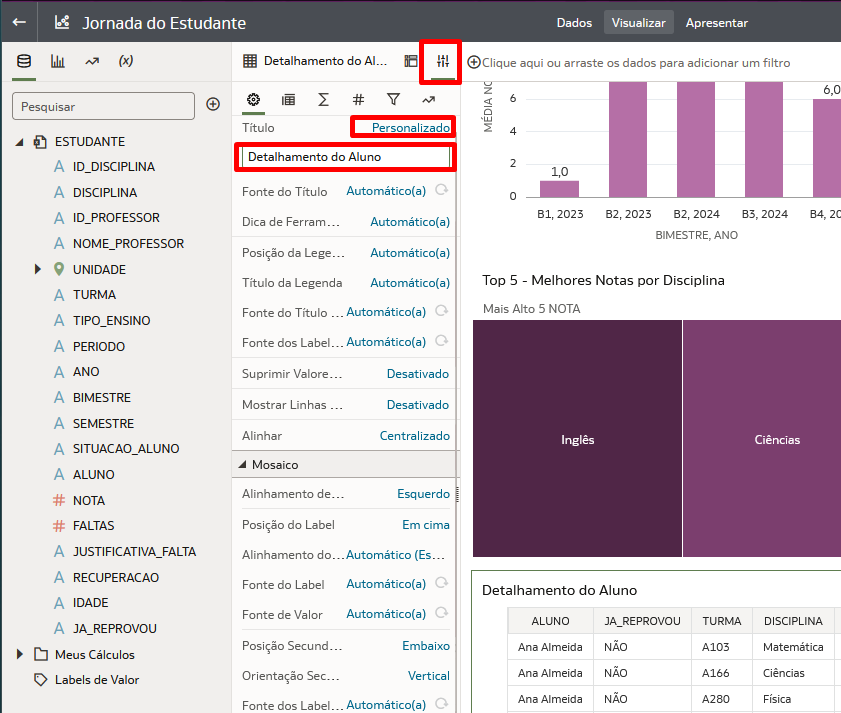 Jornada do Estudante
Dados
Visualizar
Apresentar
(x)
Detalhamento do Al...
Clique aqui ou arraste os dados para adicionar um filtro
Pesquisar
ESTUDANTE
ID_DISCIPLINA
DISCIPLINA
ID_PROFESSOR
NOME_PROFESSOR
UNIDADE
TURMA
TIPO_ENSINO
PERIODO
ANO
BIMESTRE
SEMESTRE
SITUACAO_ALUNO
ALUNO
NOTA
FALTAS
JUSTIFICATIVA_FALTA
RECUPERACAO
IDADE
JA_REPROVOU
Meus Cálculos
Labels de Valor
Título Personalizado
Detalhamento do Aluno
Fonte do Título Automático(a)
Dica de Ferram... Automático(a)
Posição da Lege... Automático(a)
Título da Legenda Automático(a)
Fonte do Título ... Automático(a)
Fonte dos Label... Automático(a)
Suprimir Valore... Desativado
Mostrar Linhas ... Desativado
Alinhar Centralizado
Mosaico
Alinhamento de... Esquerdo
Posição do Label Em cima
Alinhamento do... Automático (Es...
Fonte do Label Automático(a)
Fonte de Valor Automático(a)
Posição Secund... Embaixo
Orientação Sec... Vertical
Fonte dos Label... Automático(a)
MÉDIA NO
6
4
2
0
1,0
6,0
B1, 2023 B2, 2023 B2, 2024 B3, 2024 B4, 20
BIMESTRE, ANO
Top 5 - Melhores Notas por Disciplina
Mais Alto 5 NOTA
Inglês
Ciências
Detalhamento do Aluno
ALUNO JA_REPROVOU TURMA DISCIPLINA
Ana Almeida NÃO A103 Matemática
Ana Almeida NÃO A166 Ciências
Ana Almeida NÃO A280 Física